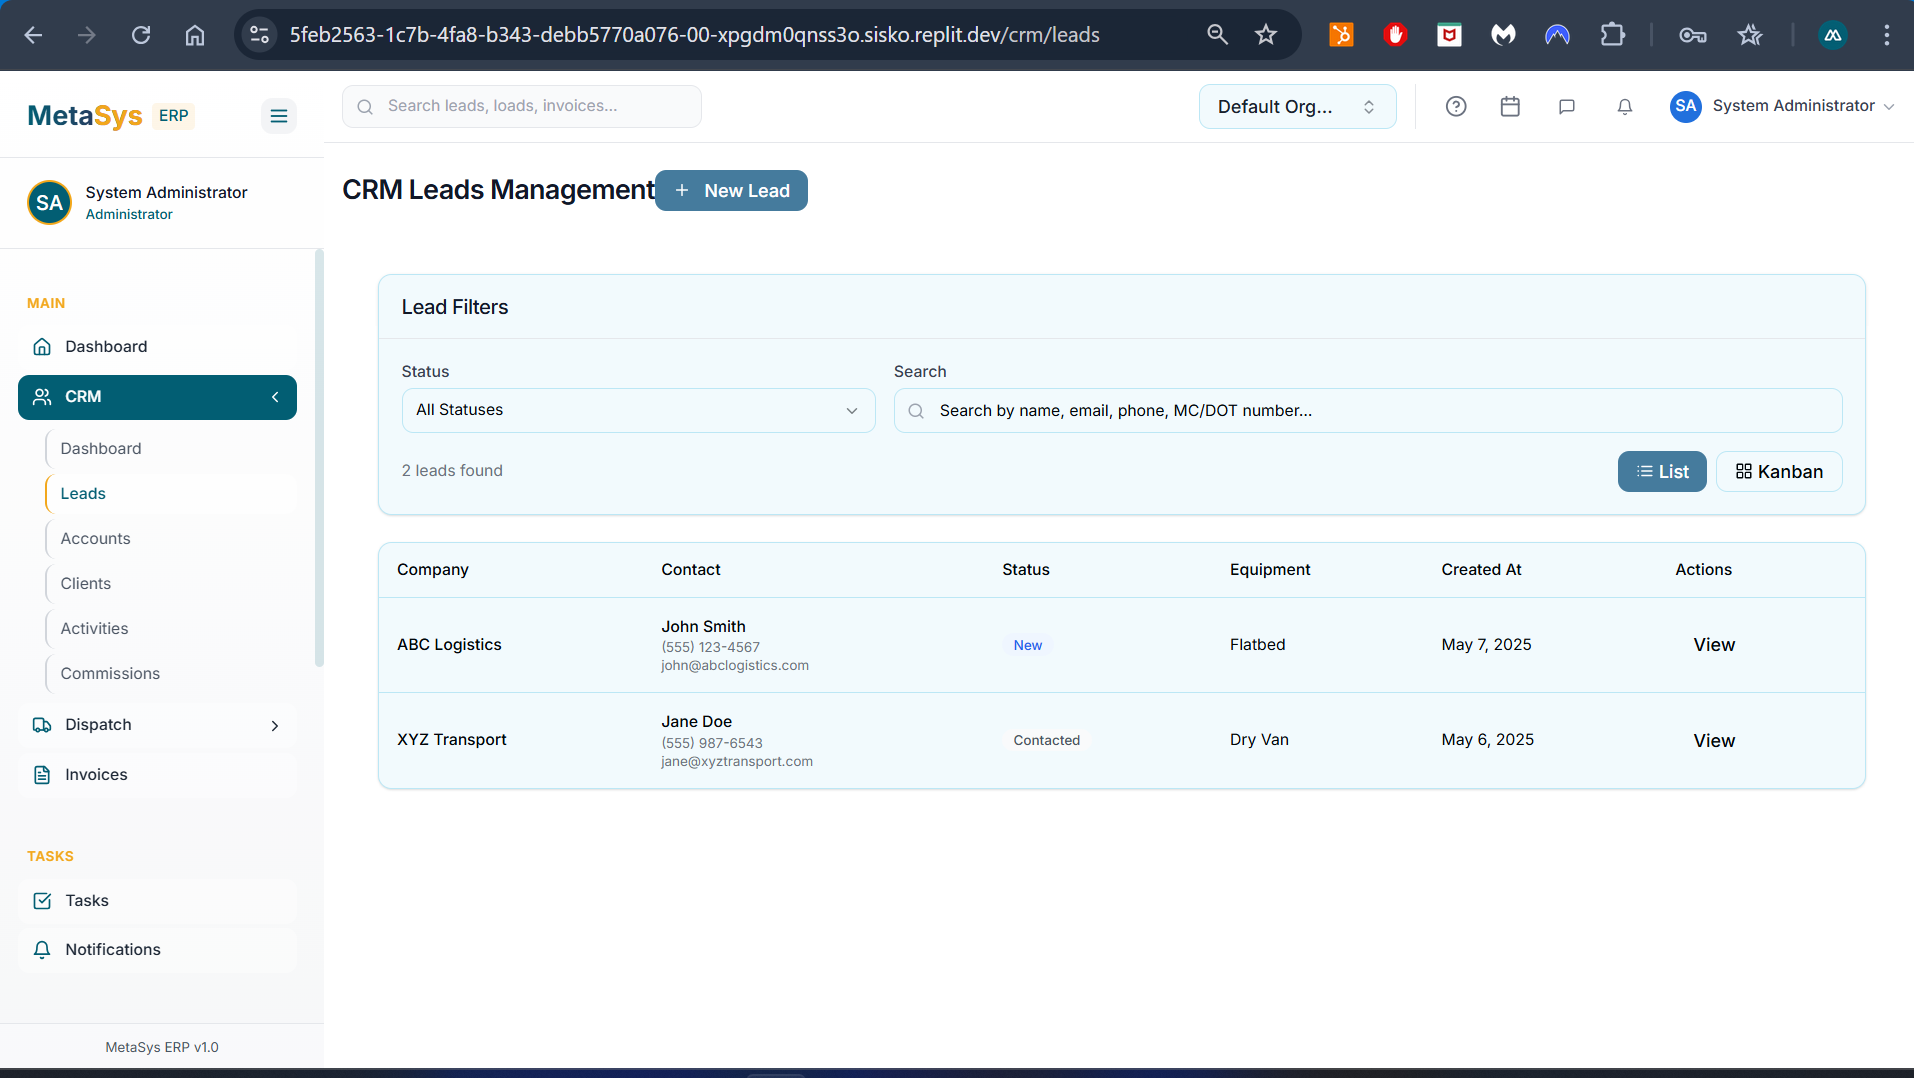 5feb2563-1c7b-4fa8-b343-debb5770a076-00-xpgdm0qnss3o.sisko.replit.dev/crm/leads
MetaSys ERP
Search leads, loads, invoices...
Default Org...
SA System Administrator
SA
System Administrator
Administrator
CRM Leads Management
+ New Lead
MAIN
Dashboard
CRM
Dashboard
Leads
Accounts
Clients
Activities
Commissions
Dispatch
Invoices
TASKS
Tasks
Notifications
MetaSys ERP v1.0
Lead Filters
Status
All Statuses
Search
Search by name, email, phone, MC/DOT number...
2 leads found
List
Kanban
Company Contact Status Equipment Created At Actions
ABC Logistics
John Smith
(555) 123-4567
john@abclogistics.com
New
Flatbed
May 7, 2025
View
XYZ Transport
Jane Doe
(555) 987-6543
jane@xyztransport.com
Contacted
Dry Van
May 6, 2025
View